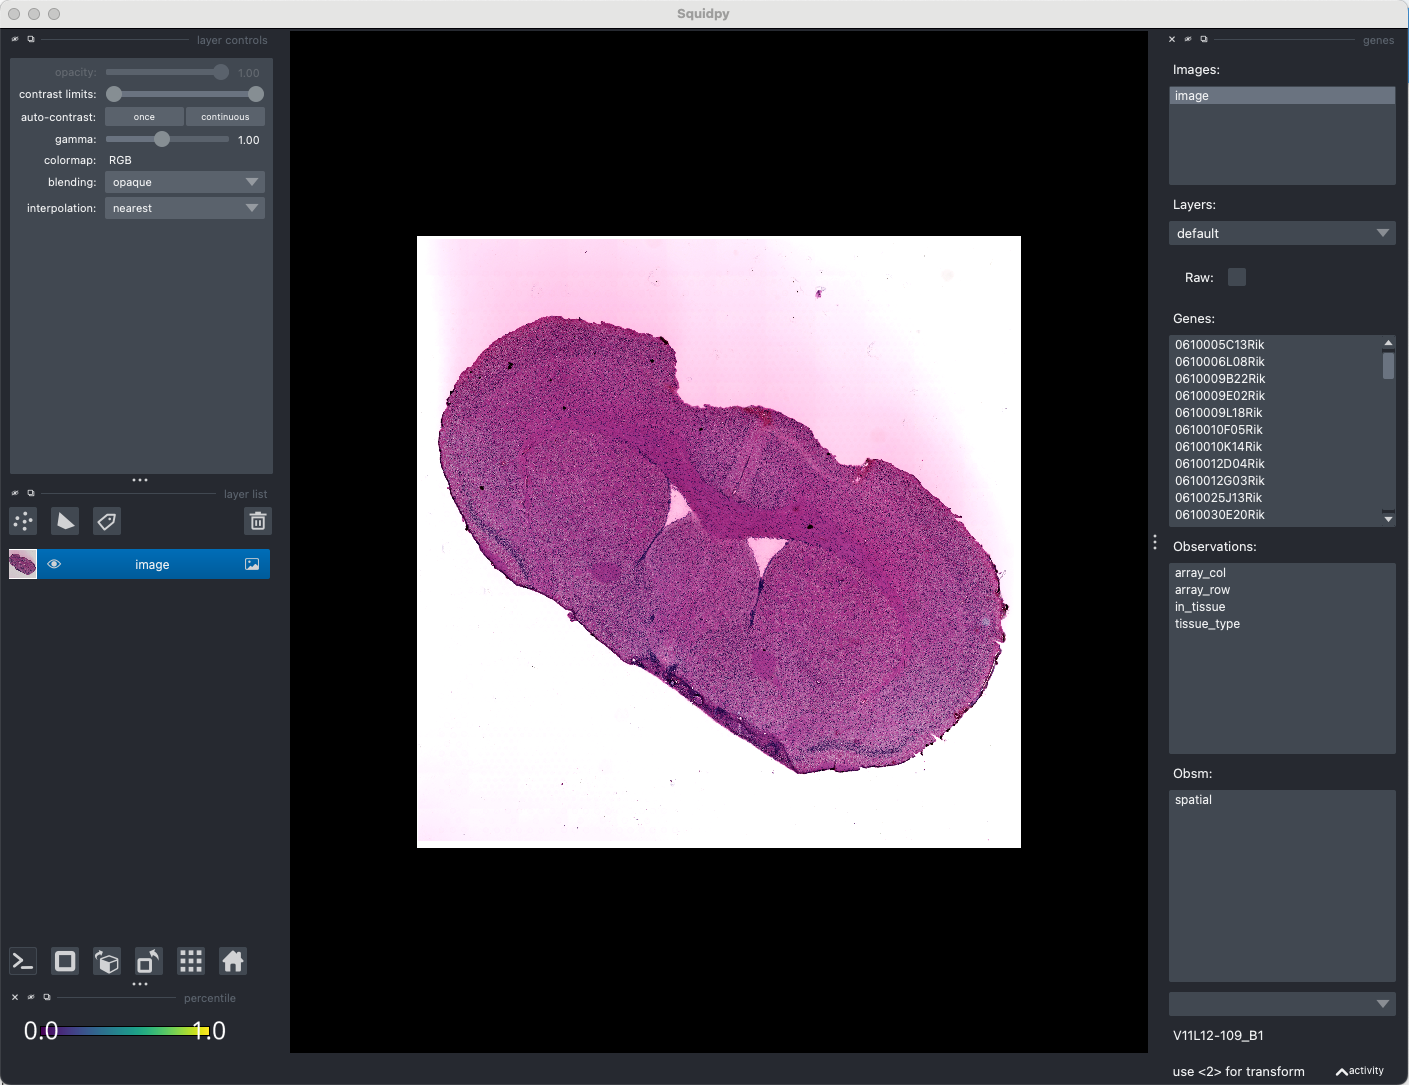 Squidpy
layer controls
opacity: 1.00
contrast limits:
auto-contrast: once continuous
gamma: 1.00
colormap: RGB
blending: opaque
interpolation: nearest
layer list
image
percentile
0.0 1.0
genes
Images:
image
Layers:
default
Raw:
Genes:
0610005C13Rik
0610006L08Rik
0610009B22Rik
0610009E02Rik
0610009L18Rik
0610010F05Rik
0610010K14Rik
0610012D04Rik
0610012G03Rik
0610025J13Rik
0610030E20Rik
Observations:
array_col
array_row
in_tissue
tissue_type
Obsm:
spatial
V11L12-109_B1
use <2> for transform
activity